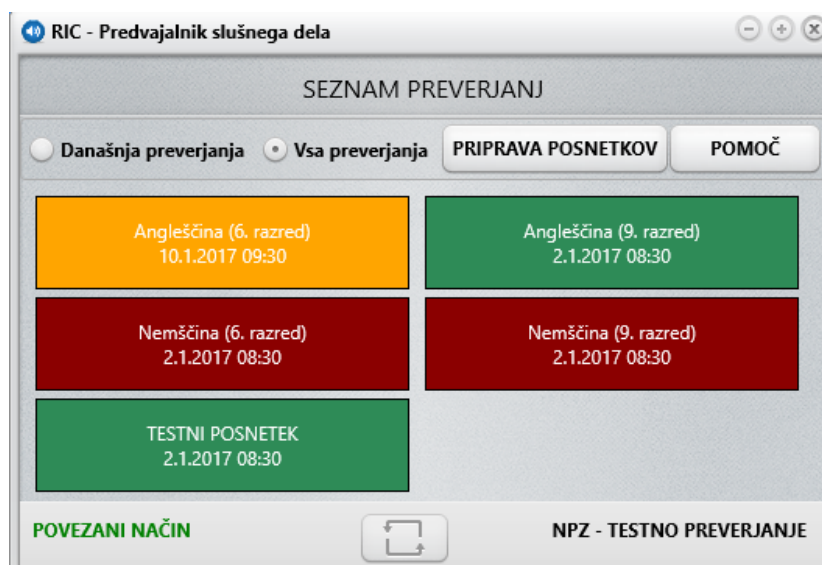 RIC - Predvajalnik slušnega dela
SEZNAM PREVERJANJ
Današnja preverjanja
Vsa preverjanja
PRIPRAVA POSNETKOV
POMOČ
Angleščina (6. razred)
10.1.2017 09:30
Angleščina (9. razred)
2.1.2017 08:30
Nemščina (6. razred)
2.1.2017 08:30
Nemščina (9. razred)
2.1.2017 08:30
TESTNI POSNETEK
2.1.2017 08:30
POVEZANI NAČIN
NPZ - TESTNO PREVERJANJE